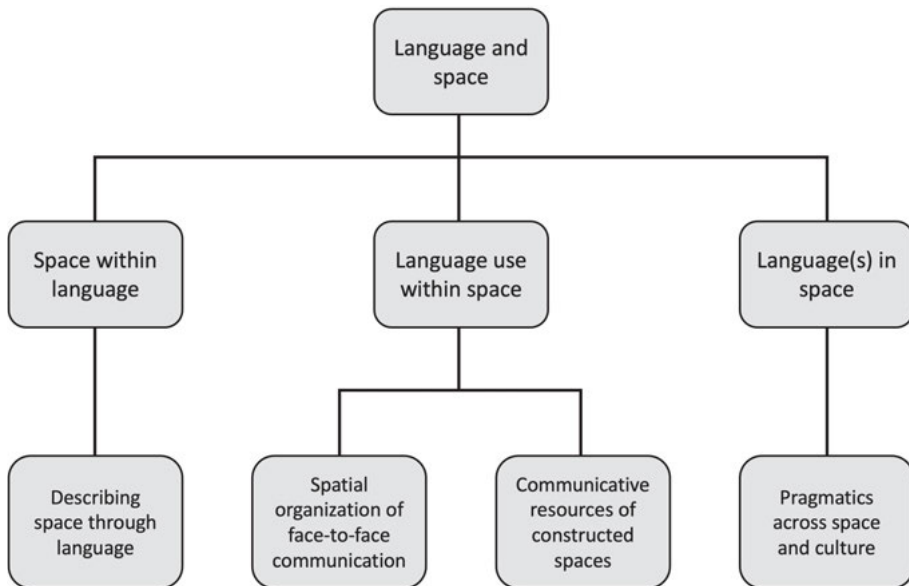 Language and
space
Space within
language
Language use
within space
Language(s) in
space
Describing
space through
language
Spatial
organization of
face-to-face
communication
Communicative
resources of
constructed
spaces
Pragmatics
across space
and culture